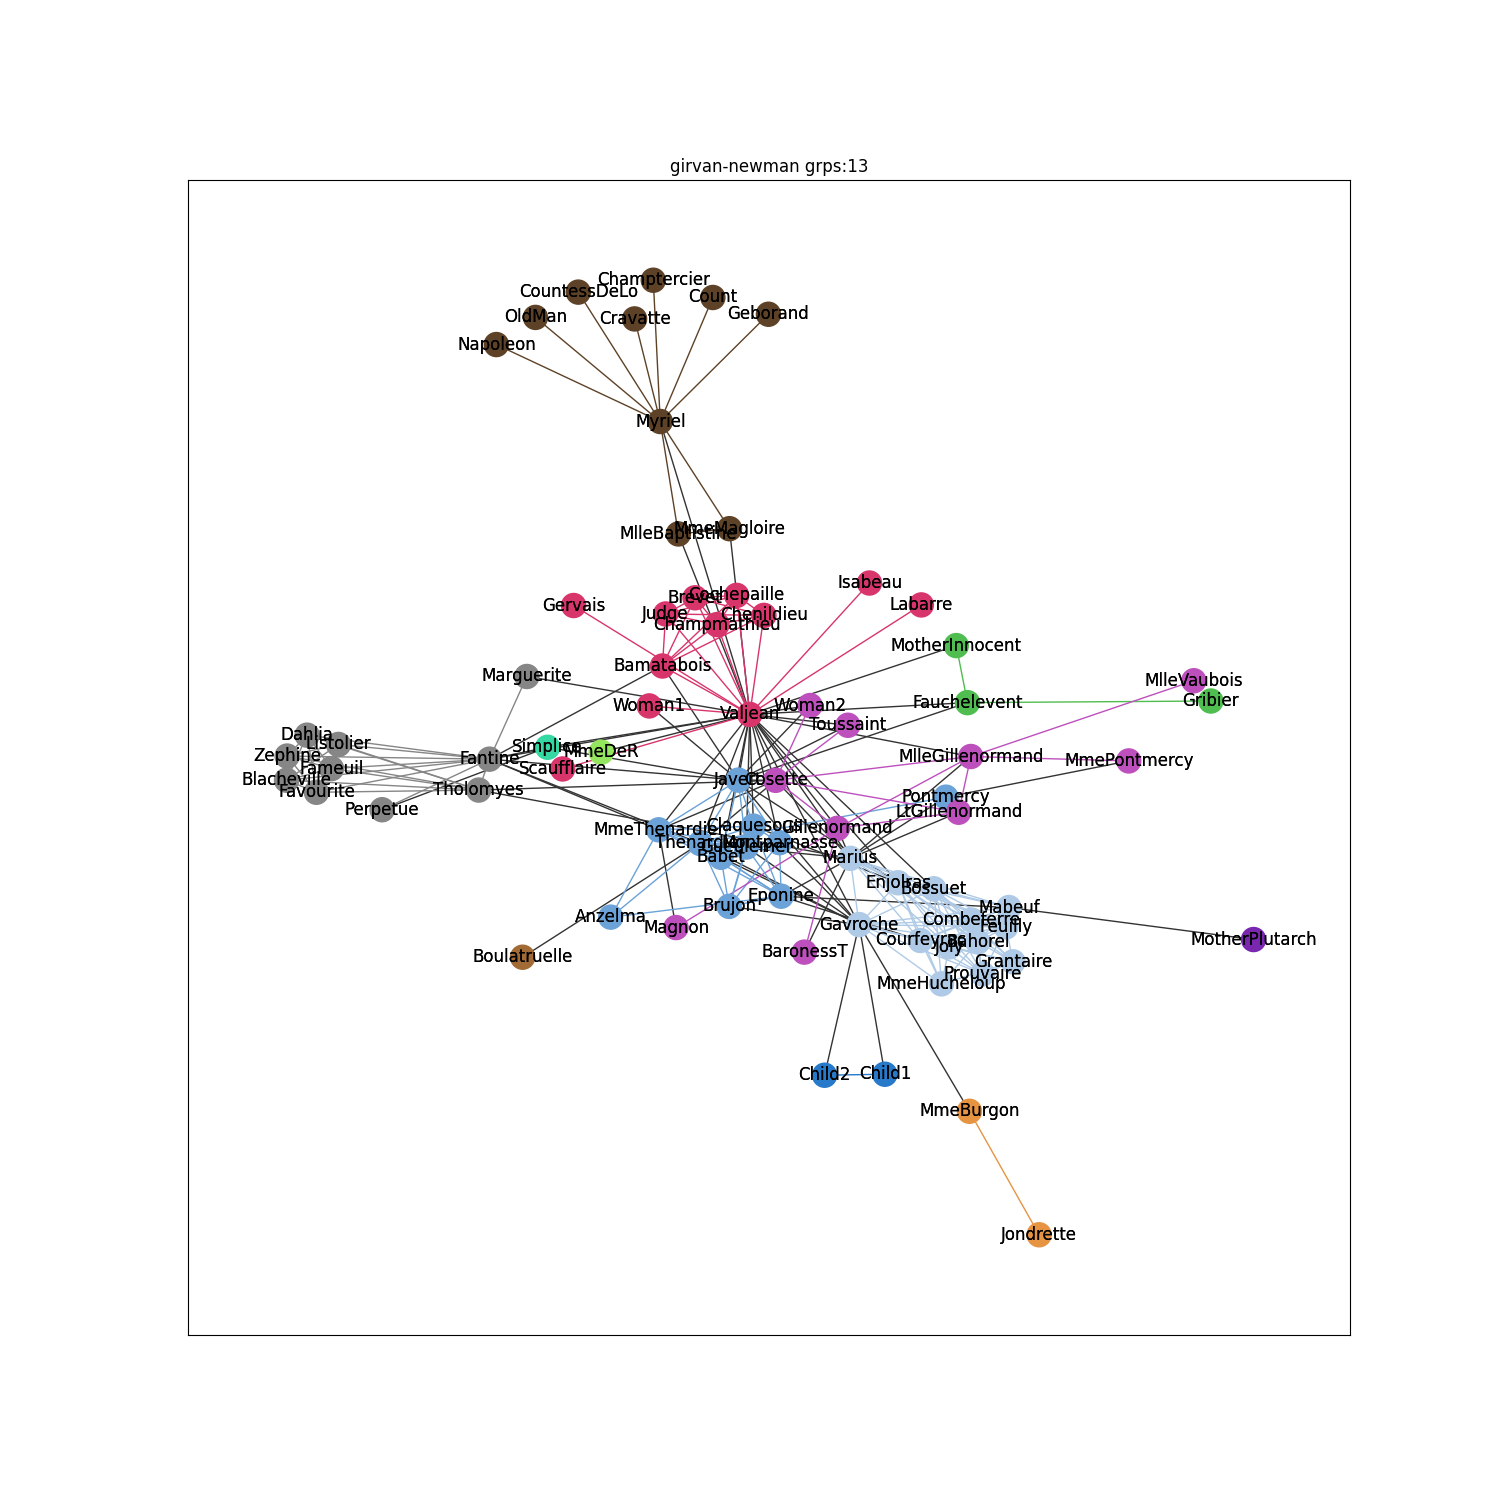 girvan-newman grps:13
Champtercier
CountessDeLo
Count
OldMan
Cravatte
Geborand
Napoleon
Myriel
MlleBaptistine
MmeMagloire
Isabeau
Gervais
Brevet
Cochepaille
Labarre
Judge
Chenildieu
Champmathieu
MotherInnocent
Bamatabois
Marguerite
MlleVaubois
Woman1
Valjean
Woman2
Fauchelevent
Gribier
Toussaint
Dahlia
Listolier
Zephine
Fantine
Simplice
MmeDeR
MlleGillenormand
MmePontmercy
Fameuil
Scaufflaire
Blacheville
Favourite
Tholomyes
Javert
Cosette
Perpetue
Pontmercy
LtGillenormand
MmeThenardier
Claquesous
Gillenormand
Thenardier
Gueulemer
Montparnasse
Babet
Marius
Enjolras
Bossuet
Eponine
Brujon
Mabeuf
Anzelma
Magnon
Gavroche
Combeferre
Feuilly
Courfeyrac
Joly
Bahorel
MotherPlutarch
Boulatruelle
BaronessT
Grantaire
Prouvaire
MmeHucheloup
Child2
Child1
MmeBurgon
Jondrette